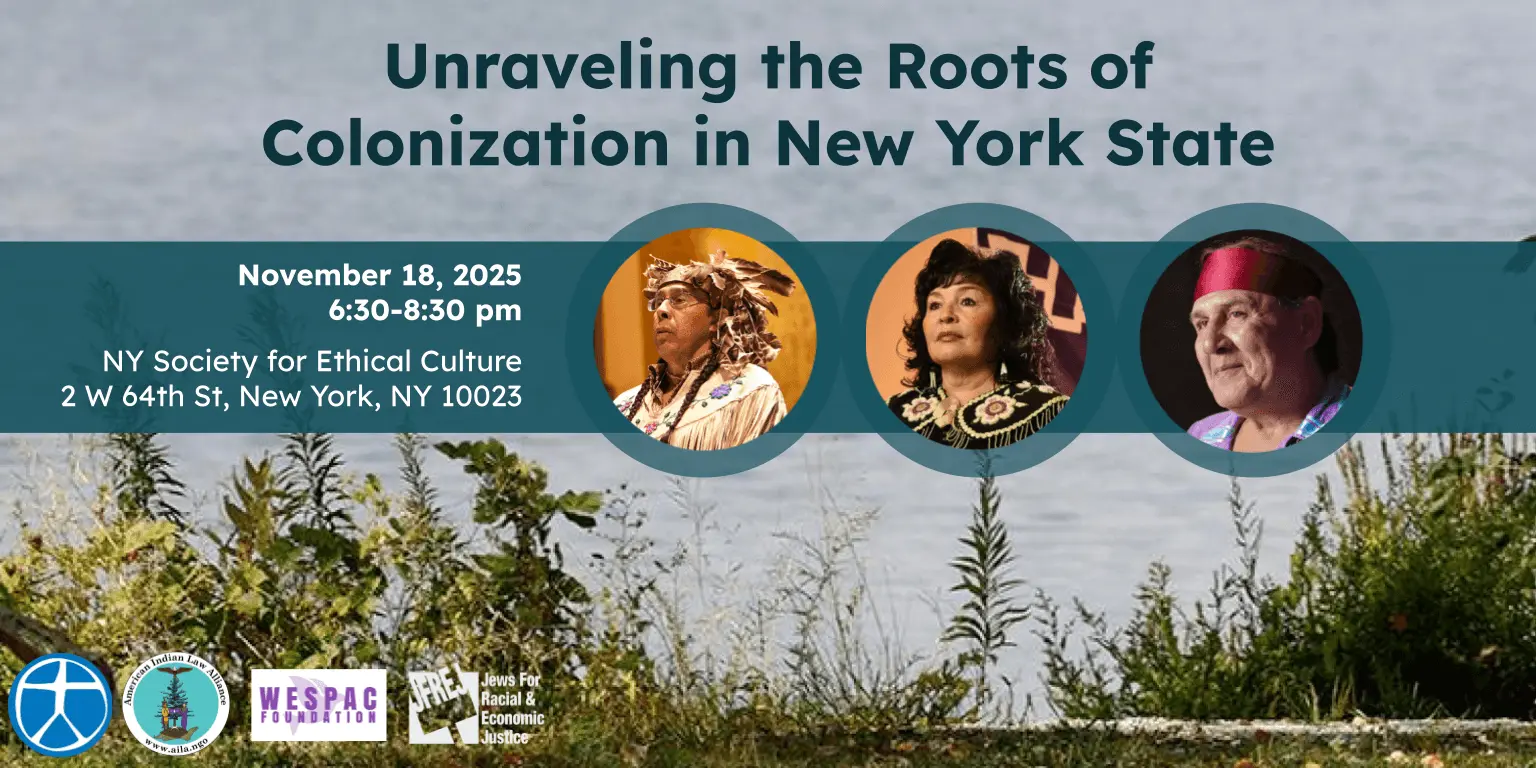 Unraveling the Roots of
Colonization in New York State
November 18, 2025
6:30-8:30 pm
NY Society for Ethical Culture
2 W 64th St, New York, NY 10023
American Indian Law Alliance
www.aila.ngo
WESPAC
FOUNDATION
JFREJ
Jews For
Racial &
Economic
Justice